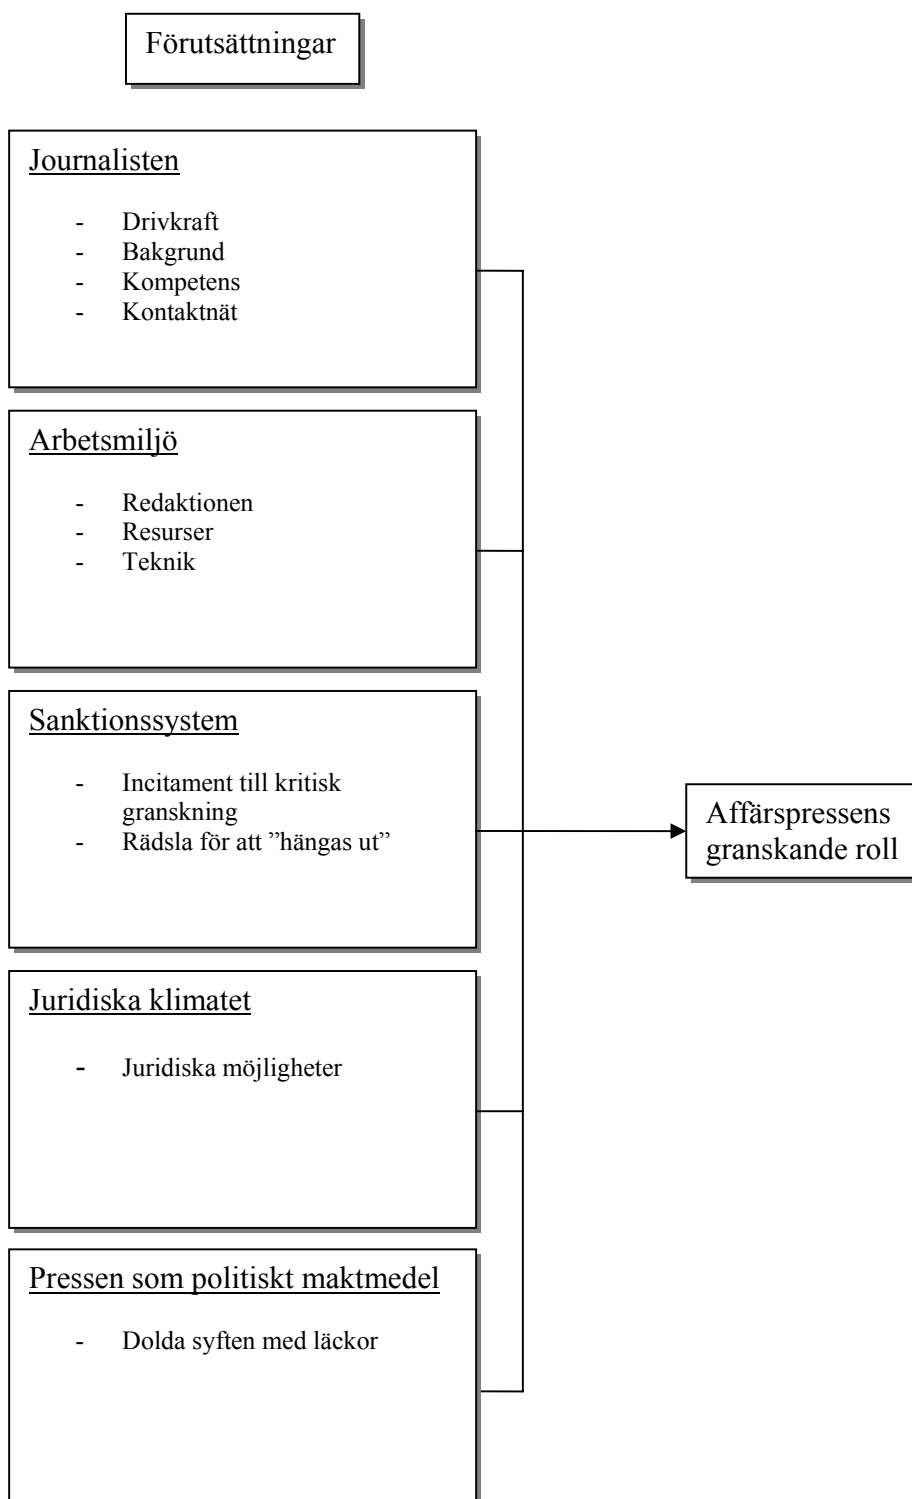 Förutsättningar
Journalisten
- Drivkraft
- Bakgrund
- Kompetens
- Kontaktnät
Arbetsmiljö
- Redaktionen
- Resurser
- Teknik
Sanktionssystem
- Incitament till kritisk
granskning
- Rädsla för att ”hängas ut”
Affärspressens
granskande roll
Juridiska klimatet
- Juridiska möjligheter
Pressen som politiskt maktmedel
- Dolda syften med läckor